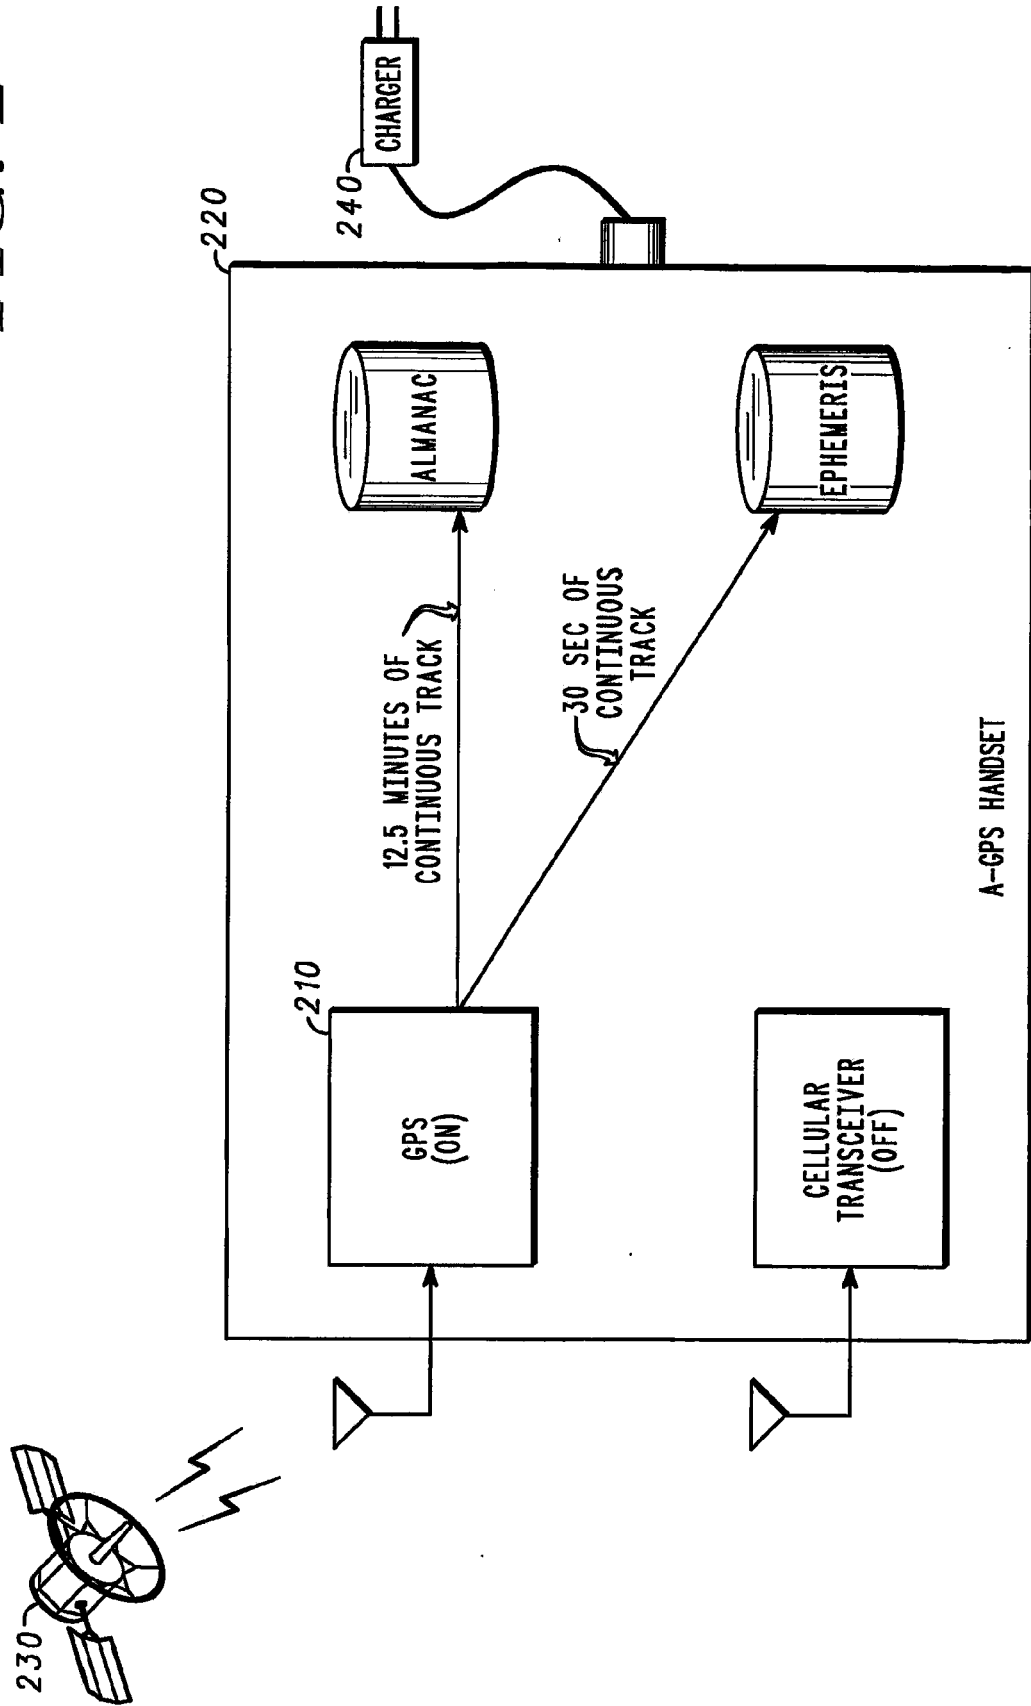 230
220
210
240
CHARGER
12.5 MINUTES OF
CONTINUOUS TRACK
GPS
(ON)
ALMANAC
30 SEC OF
CONTINUOUS
TRACK
CELLULAR
TRANSCEIVER
(OFF)
EPHEMERIS
A-GPS HANDSET